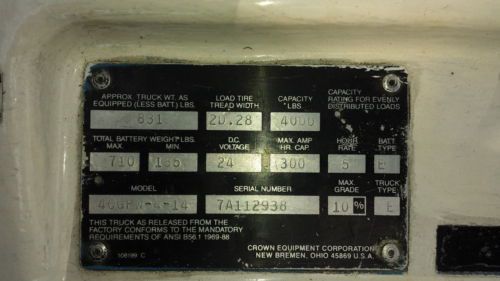 APPROX. TRUCK WT. AS EQUIPPED (LESS BATT) LBS.
LOAD TIRE TREAD WIDTH
CAPACITY LBS.
CAPACITY RATING FOR EVENLY DISTRIBUTED LOADS
831
20.28
4000
TOTAL BATTERY WEIGHT LBS.
MAX. MIN.
D.C. VOLTAGE
MAX. AMP HR. CAP.
HOUR RATE
BATT TYPE
710
24
300
5
E
MODEL
SERIAL NUMBER
MAX GRADE
TRUCK TYPE
7A112938
10 %
E
THIS TRUCK AS RELEASED FROM THE
FACTORY CONFORMS TO THE MANDATORY
REQUIREMENTS OF ANSI B56.1 1969-88
CROWN EQUIPMENT CORPORATION
NEW BREMEN, OHIO 45869 U.S.A.